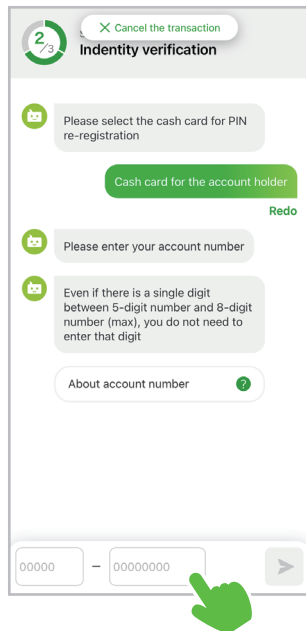 2/3
Cancel the transaction
Indentity verification
Please select the cash card for PIN
re-registration
Cash card for the account holder
Redo
Please enter your account number
Even if there is a single digit
between 5-digit number and 8-digit
number (max), you do not need to
enter that digit
About account number ?
00000 – 00000000